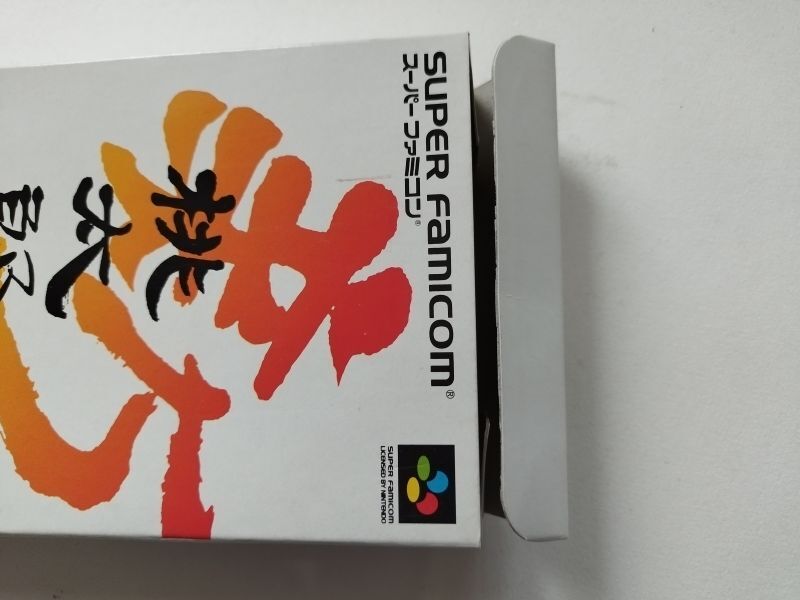 SUPER FAMICOM®
スーパーファミコン®
桃太郎
SUPER FAMICOM
LICENSED BY NINTENDO